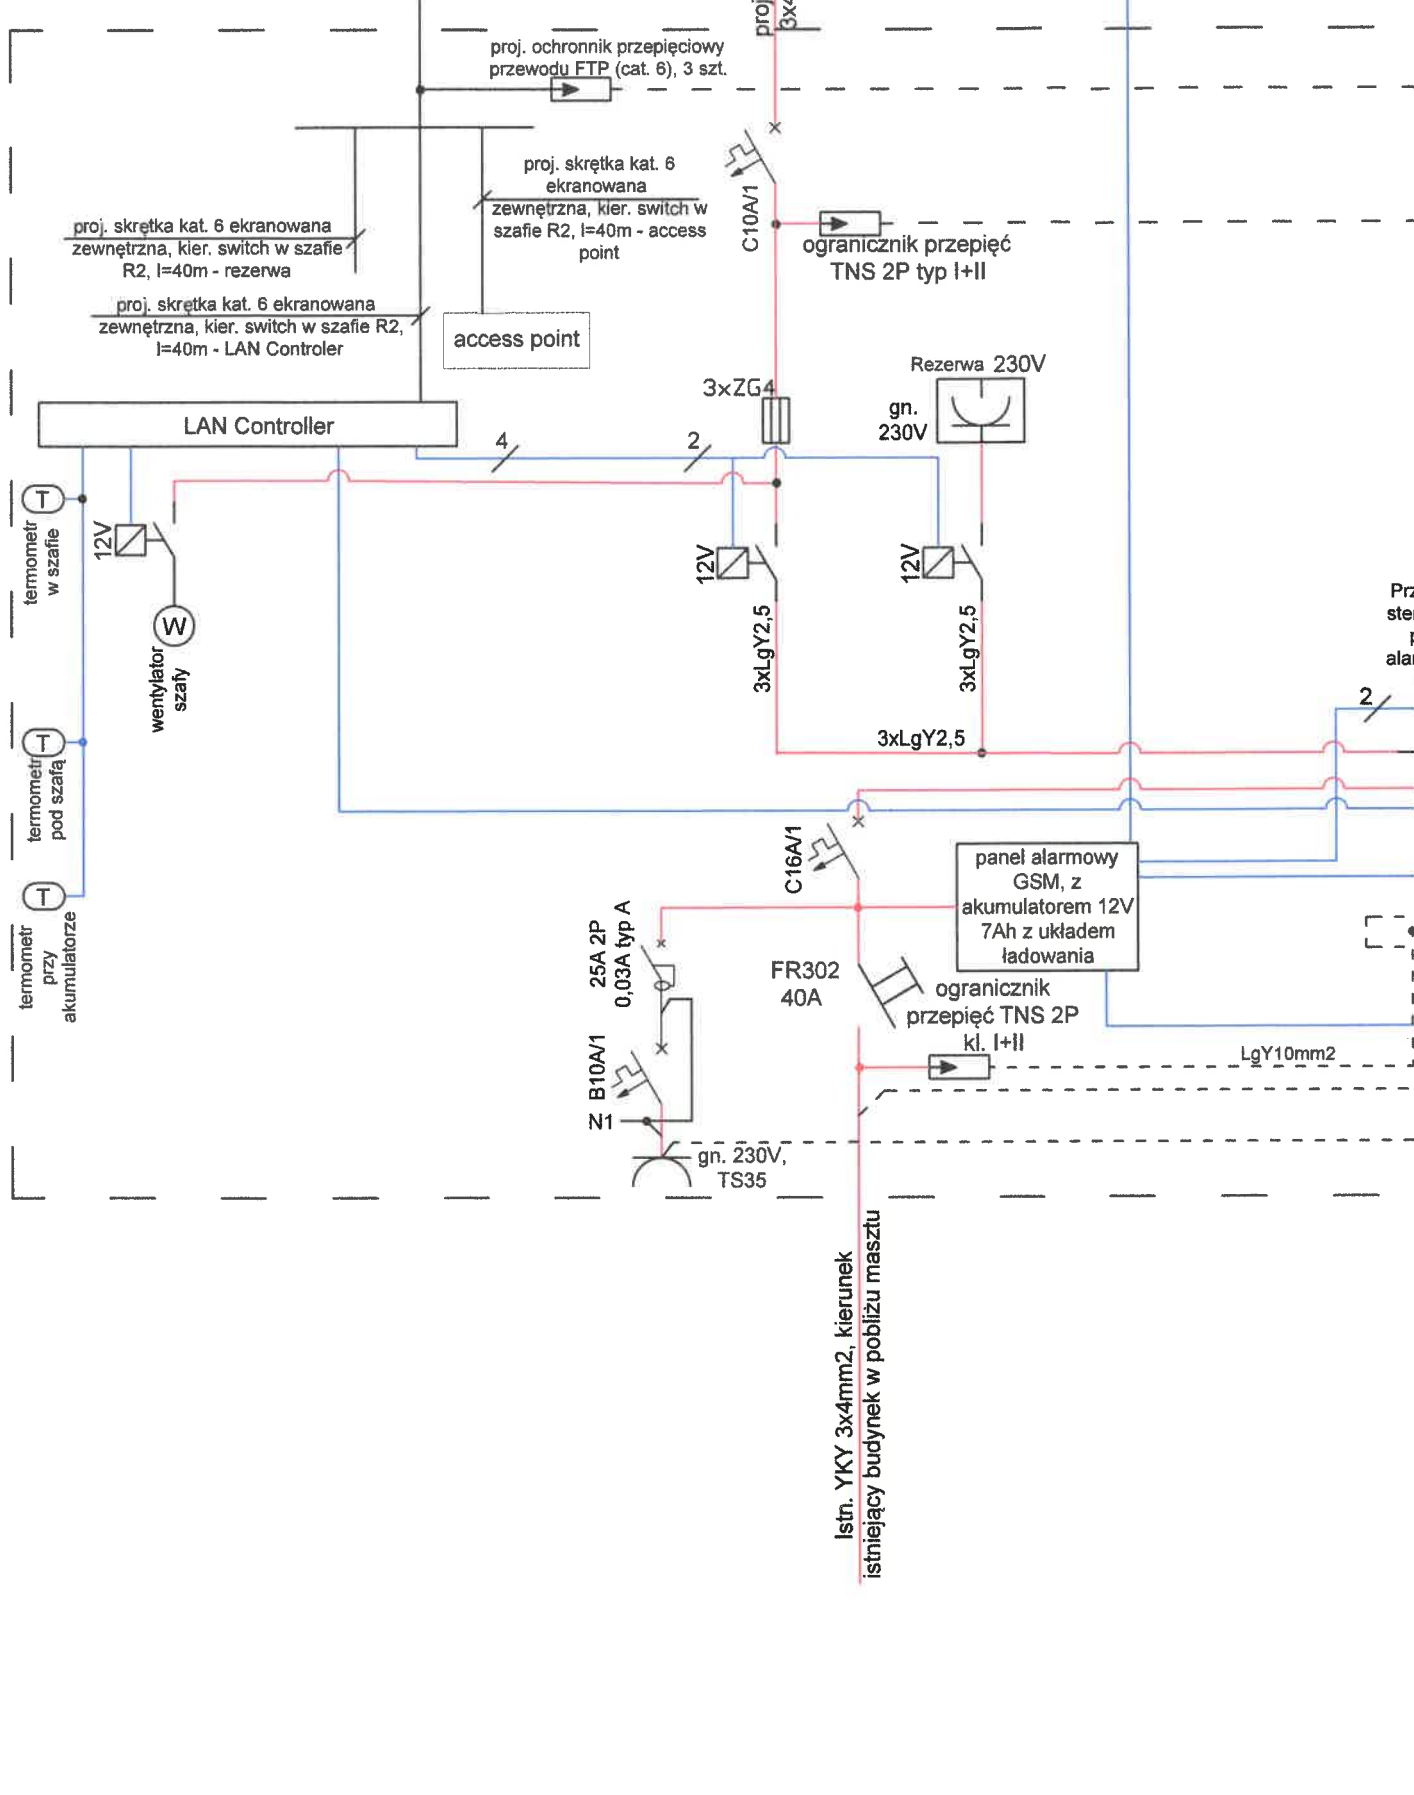 proj.
3x4
proj. ochronnik przepięciowy
przewodu FTP (cat. 6), 3 szt.
proj. skrętka kat. 6
ekranowana
zewnętrzna, kier. switch w
szafie R2, l=40m - access
point
proj. skrętka kat. 6 ekranowana
zewnętrzna, kier. switch w szafie
R2, l=40m - rezerwa
proj. skrętka kat. 6 ekranowana
zewnętrzna, kier. switch w szafie R2,
l=40m - LAN Controler
access point
C10A/1
ogranicznik przepięć
TNS 2P typ I+II
3xZG4
Rezerwa 230V
gn.
230V
LAN Controller
4
2
T
termometr
w szafie
12V
W
wentylator
szafy
12V
12V
3xLgY2,5
3xLgY2,5
3xLgY2,5
2
T
termometr
pod szafą
T
termometr
przy
akumulatorze
C16A/1
panel alarmowy
GSM, z
akumulatorem 12V
7Ah z układem
ładowania
25A 2P
0,03A typ A
FR302
40A
ogranicznik
przepięć TNS 2P
kl. I+II
LgY10mm2
B10A/1
N1
gn. 230V,
TS35
Istn. YKY 3x4mm2, kierunek
istniejący budynek w pobliżu masztu